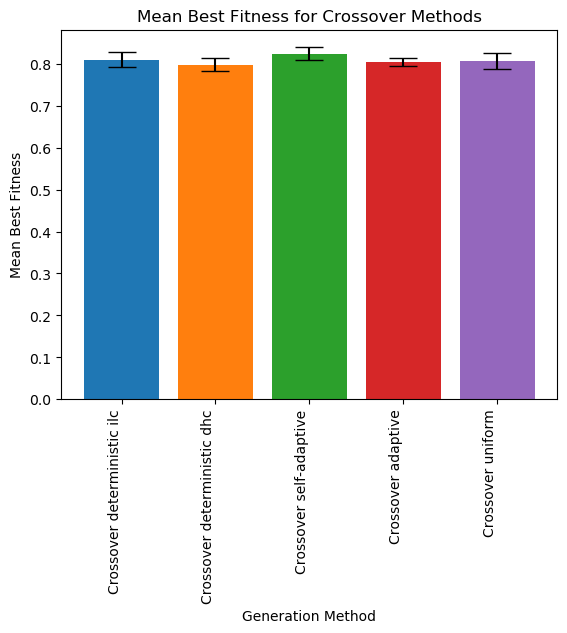 Mean Best Fitness for Crossover Methods
Mean Best Fitness
0.8
0.7
0.6
0.5
0.4
0.3
0.2
0.1
0.0
Crossover deterministic ilc
Crossover deterministic dhc
Crossover self-adaptive
Crossover adaptive
Crossover uniform
Generation Method